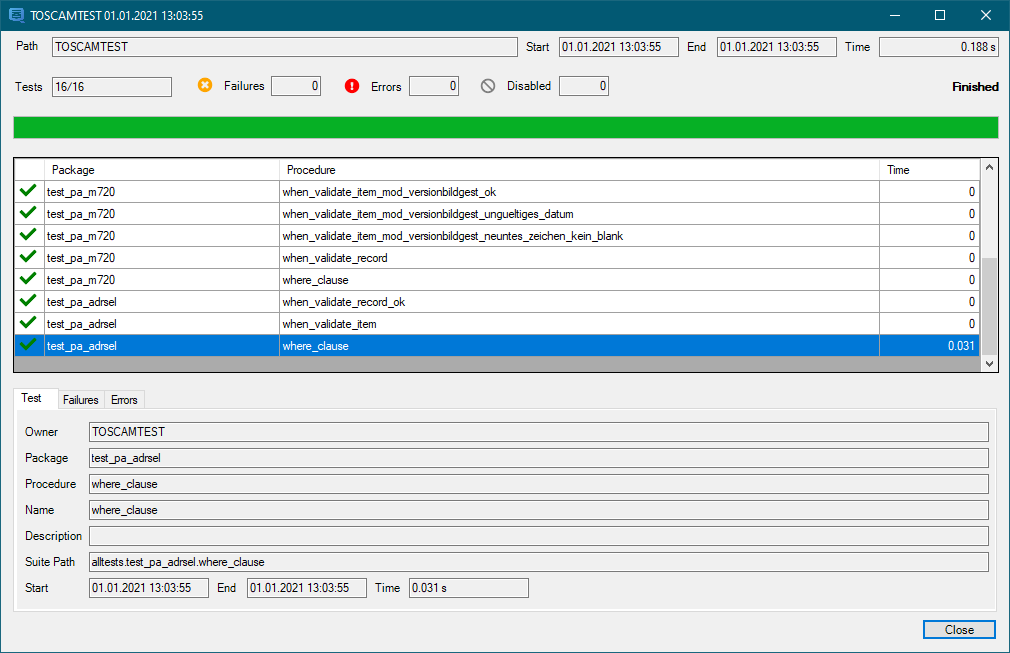 TOSCAMTEST 01.01.2021 13:03:55
Path TOSCAMTEST Start 01.01.2021 13:03:55 End 01.01.2021 13:03:55 Time 0.188 s
Tests 16/16 Failures 0 Errors 0 Disabled 0 Finished
Package Procedure Time
test_pa_m720 when_validate_item_mod_versionbildgest_ok 0
test_pa_m720 when_validate_item_mod_versionbildgest_ungueltiges_datum 0
test_pa_m720 when_validate_item_mod_versionbildgest_neuntes_zeichen_kein_blank 0
test_pa_m720 when_validate_record 0
test_pa_m720 where_clause 0
test_pa_adrsel when_validate_record_ok 0
test_pa_adrsel when_validate_item 0
test_pa_adrsel where_clause 0.031
Test Failures Errors
Owner TOSCAMTEST
Package test_pa_adrsel
Procedure where_clause
Name where_clause
Description
Suite Path alltests.test_pa_adrsel.where_clause
Start 01.01.2021 13:03:55 End 01.01.2021 13:03:55 Time 0.031 s
Close